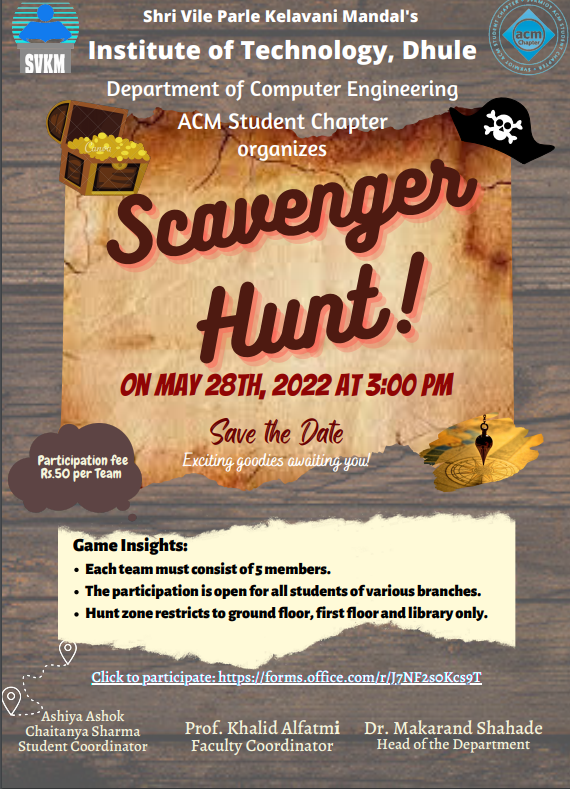 Shri Vile Parle Kelavani Mandal's
Institute of Technology, Dhule
SVKM
acm
Chapter
Department of Computer Engineering
ACM Student Chapter
organizes
Canva
Scavenger
Hunt!
ON MAY 28TH, 2022 AT 3:00 PM
Save the Date
Exciting goodies awaiting you!
Participation fee
Rs.50 per Team
Game Insights:
• Each team must consist of 5 members.
• The participation is open for all students of various branches.
• Hunt zone restricts to ground floor, first floor and library only.
Click to participate: https://forms.office.com/r/J7NF2s0Kcs9T
Ashiya Ashok
Chaitanya Sharma
Student Coordinator
Prof. Khalid Alfatmi
Faculty Coordinator
Dr. Makarand Shahade
Head of the Department